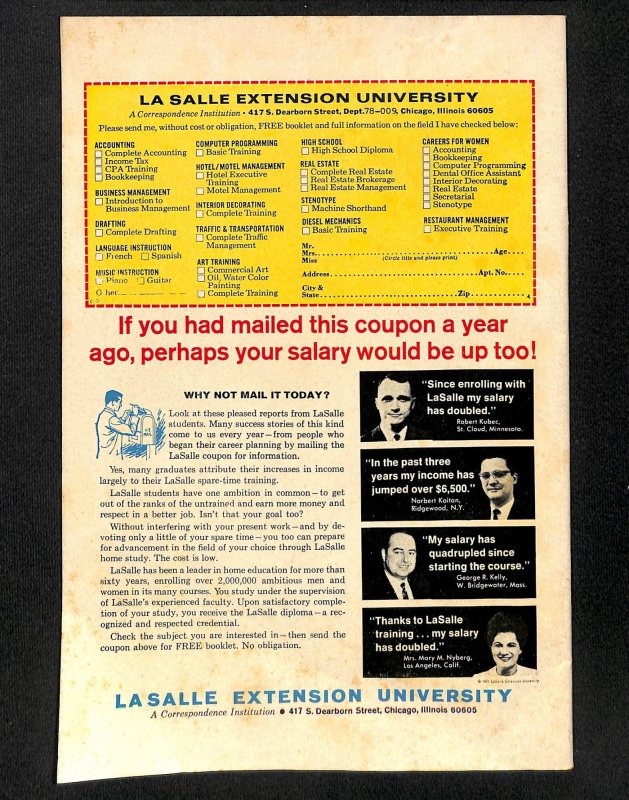 LA SALLE EXTENSION UNIVERSITY
A Correspondence Institution • 417 S. Dearborn Street, Dept. 78-009, Chicago, Illinois 60605
Please send me, without cost or obligation, FREE booklet and full information on the field I have checked below:
ACCOUNTING
Complete Accounting
Income Tax
CPA Training
Bookkeeping
BUSINESS MANAGEMENT
Introduction to
Business Management
DRAFTING
Complete Drafting
LANGUAGE INSTRUCTION
French Spanish
MUSIC INSTRUCTION
Piano Guitar
Other
COMPUTER PROGRAMMING
Basic Training
HOTEL/MOTEL MANAGEMENT
Hotel Executive
Training
Motel Management
INTERIOR DECORATING
Complete Training
TRAFFIC & TRANSPORTATION
Complete Traffic
Management
ART TRAINING
Commercial Art
Oil, Water Color
Painting
Complete Training
HIGH SCHOOL
High School Diploma
REAL ESTATE
Complete Real Estate
Real Estate Brokerage
Real Estate Management
STENOTYPE
Machine Shorthand
DIESEL MECHANICS
Basic Training
CAREERS FOR WOMEN
Accounting
Bookkeeping
Computer Programming
Dental Office Assistant
Interior Decorating
Real Estate
Secretarial
Stenotype
RESTAURANT MANAGEMENT
Executive Training
Mr.
Mrs. Age
Miss (Circle title and please print)
Address Apt. No.
City &
State Zip 4
If you had mailed this coupon a year
ago, perhaps your salary would be up too!
U.S.
MAIL
WHY NOT MAIL IT TODAY?
Look at these pleased reports from LaSalle
students. Many success stories of this kind
come to us every year—from people who
began their career planning by mailing the
LaSalle coupon for information.
Yes, many graduates attribute their increases in income
largely to their LaSalle spare-time training.
LaSalle students have one ambition in common—to get
out of the ranks of the untrained and earn more money and
respect in a better job. Isn't that your goal too?
Without interfering with your present work—and by de-
voting only a little of your spare time—you too can prepare
for advancement in the field of your choice through LaSalle
home study. The cost is low.
LaSalle has been a leader in home education for more than
sixty years, enrolling over 2,000,000 ambitious men and
women in its many courses. You study under the supervision
of LaSalle's experienced faculty. Upon satisfactory comple-
tion of your study, you receive the LaSalle diploma—a rec-
ognized and respected credential.
Check the subject you are interested in—then send the
coupon above for FREE booklet. No obligation.
"Since enrolling with
LaSalle my salary
has doubled."
Robert Kubec,
St. Cloud, Minnesota.
"In the past three
years my income has
jumped over $6,500."
Norbert Kaiton,
Ridgewood, N.Y.
"My salary has
quadrupled since
starting the course."
George R. Kelly,
W. Bridgewater, Mass.
"Thanks to LaSalle
training . . . my salary
has doubled."
Mrs. Mary M. Nyberg,
Los Angeles, Calif.
LaSalle Extension University
LA SALLE EXTENSION UNIVERSITY
A Correspondence Institution • 417 S. Dearborn Street, Chicago, Illinois 60605